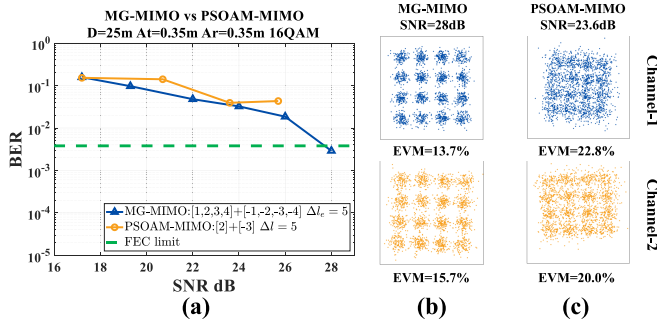 MG-MIMO vs PSOAM-MIMO
D=25m At=0.35m Ar=0.35m 16QAM
10^0
10^-1
10^-2
10^-3
10^-4
10^-5
BER
16 18 20 22 24 26 28
SNR dB
MG-MIMO:[1,2,3,4]+[-1,-2,-3,-4] Δl_e = 5
PSOAM-MIMO:[2]+[-3] Δl = 5
FEC limit
(a)
MG-MIMO
SNR=28dB
EVM=13.7%
EVM=15.7%
(b)
PSOAM-MIMO
SNR=23.6dB
EVM=22.8%
EVM=20.0%
(c)
Channel-1
Channel-2